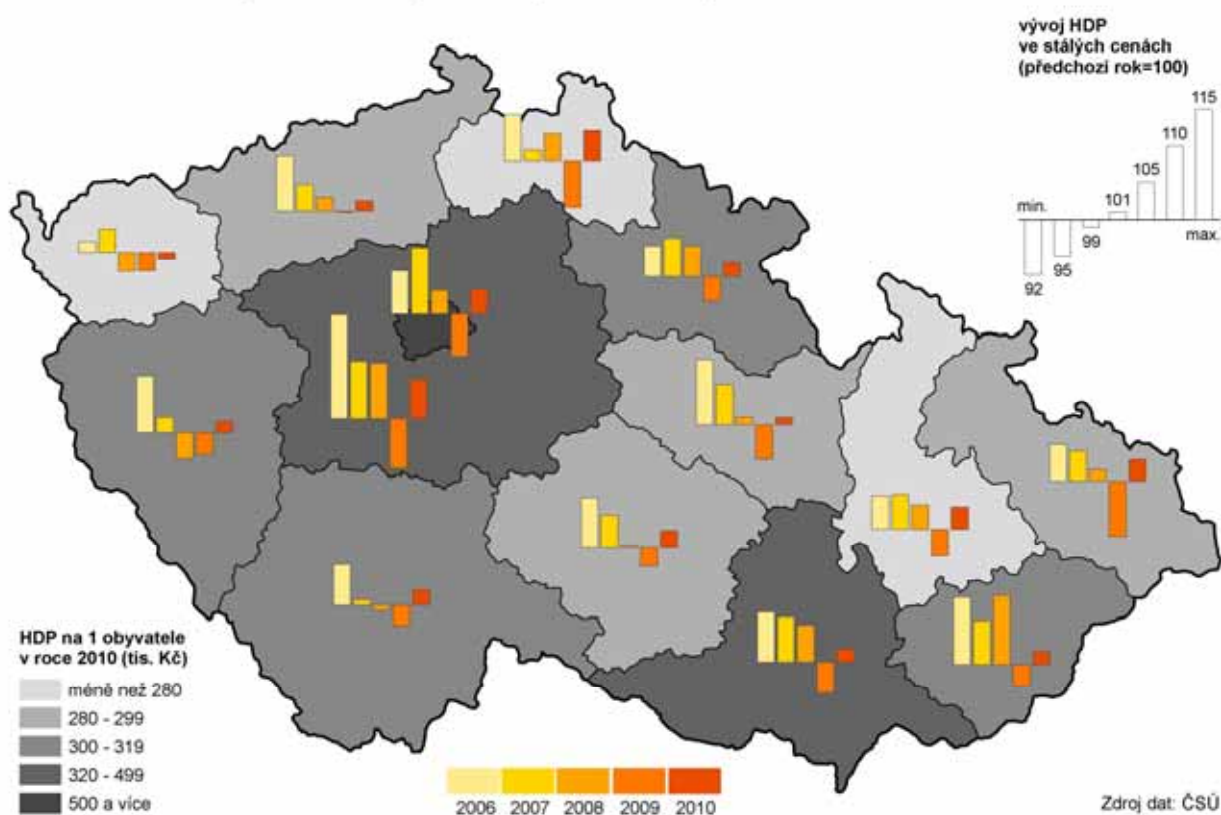 vývoj HDP
ve stálých cenách
(předchozí rok=100)
115
110
105
101
min.
max.
99
95
92
HDP na 1 obyvatele
v roce 2010 (tis. Kč)
méně než 280
280 - 299
300 - 319
320 - 499
500 a více
2006 2007 2008 2009 2010
Zdroj dat: ČSÚ